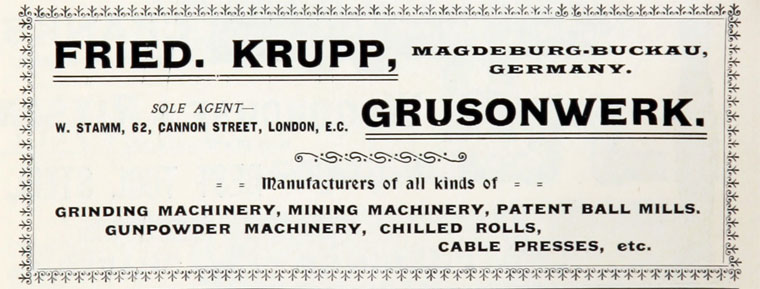 FRIED. KRUPP, MAGDEBURG-BUCKAU,
GERMANY.
SOLE AGENT—
W. STAMM, 62, CANNON STREET, LONDON, E.C. GRUSONWERK.
= = Manufacturers of all kinds of = =
GRINDING MACHINERY, MINING MACHINERY, PATENT BALL MILLS.
GUNPOWDER MACHINERY, CHILLED ROLLS,
CABLE PRESSES, etc.